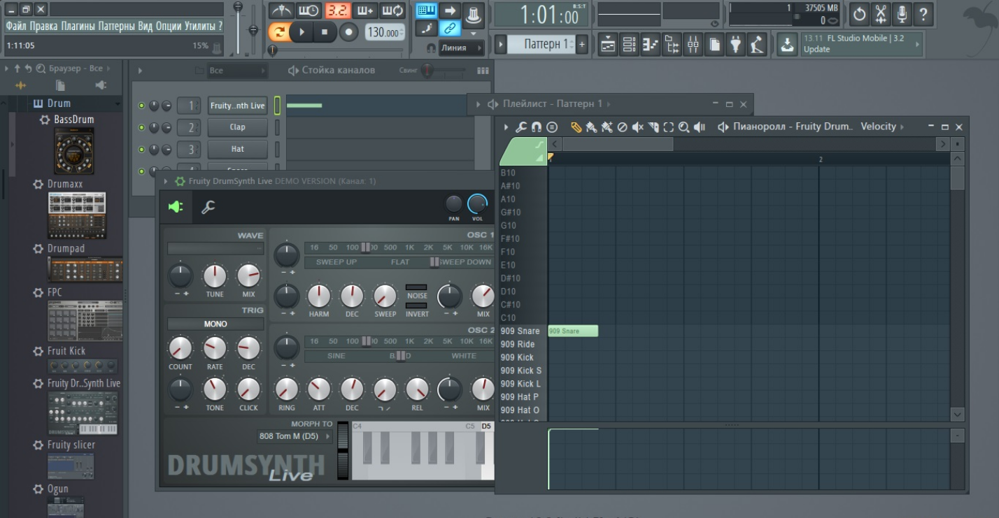 Файл Правка Плагины Паттерны Вид Опции Утилиты ?
3.2.
130.000
1:01:00
B:S:T
1
37505 MB
0
1:11:05
15%
Линия
Паттерн 1
+
13.11 FL Studio Mobile | 3.2
Update
Браузер - Все
Все
Стойка каналов
Свинг
Drum
BassDrum
Drumaxx
Drumpad
FPC
Fruit Kick
Fruity Dr..Synth Live
Fruity slicer
Ogun
1
Fruity..nth Live
2
Clap
3
Hat
Плейлист - Паттерн 1
Fruity DrumSynth Live DEMO VERSION (Канал: 1)
PAN
VOL
WAVE
TUNE
MIX
TRIG
MONO
COUNT
RATE
DEC
TONE
CLICK
OSC 1
16 50 100 500 1K 2K 5K 10K 16K
SWEEP UP FLAT SWEEP DOWN
HARM
DEC
SWEEP
NOISE
INVERT
MIX
OSC 2
16 50 100 500 1K 2K 5K 10K 16K
SINE
WHITE
RING
ATT
DEC
REL
MIX
MORPH TO
808 Tom M (D5)
C4
C5
D5
DRUMSYNTH
Live
Пианоролл - Fruity Drum..
Velocity
2
B10
A#10
A10
G#10
G10
F#10
F10
E10
D#10
D10
C#10
C10
909 Snare
909 Snare
909 Ride
909 Kick
909 Kick S
909 Kick L
909 Hat P
909 Hat O